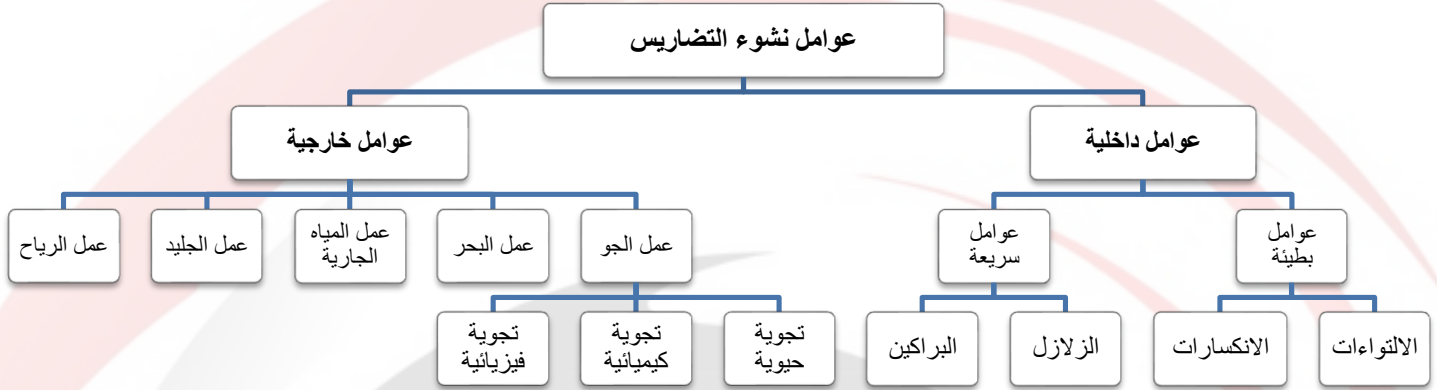 عوامل نشوء التضاريس
عوامل داخلية
عوامل خارجية
عوامل
بطيئة
عوامل
سريعة
عمل الجو
عمل البحر
عمل المياه
الجارية
عمل الجليد
عمل الرياح
الالتواءات
الانكسارات
الزلازل
البراكين
تجوية
حيوية
تجوية
كيميائية
تجوية
فيزيائية